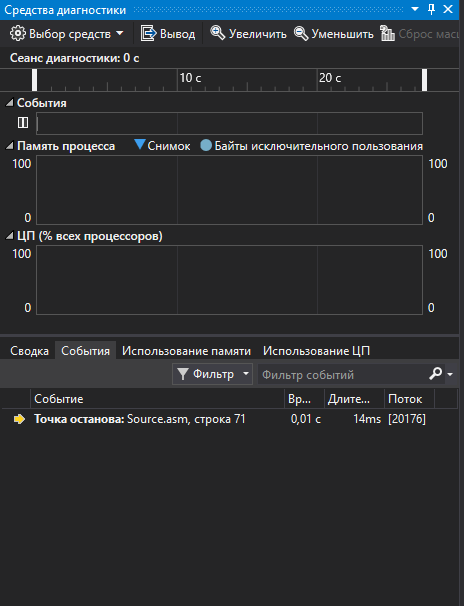 Средства диагностики
Выбор средств Вывод Увеличить Уменьшить Сброс мас
Сеанс диагностики: 0 с
10 с 20 с
События
Память процесса Снимок Байты исключительного пользования
100 100
0 0
ЦП (% всех процессоров)
100 100
0 0
Сводка События Использование памяти Использование ЦП
Фильтр Фильтр событий
Событие Вр... Длите... Поток
Точка останова: Source.asm, строка 71 0,01 с 14ms [20176]